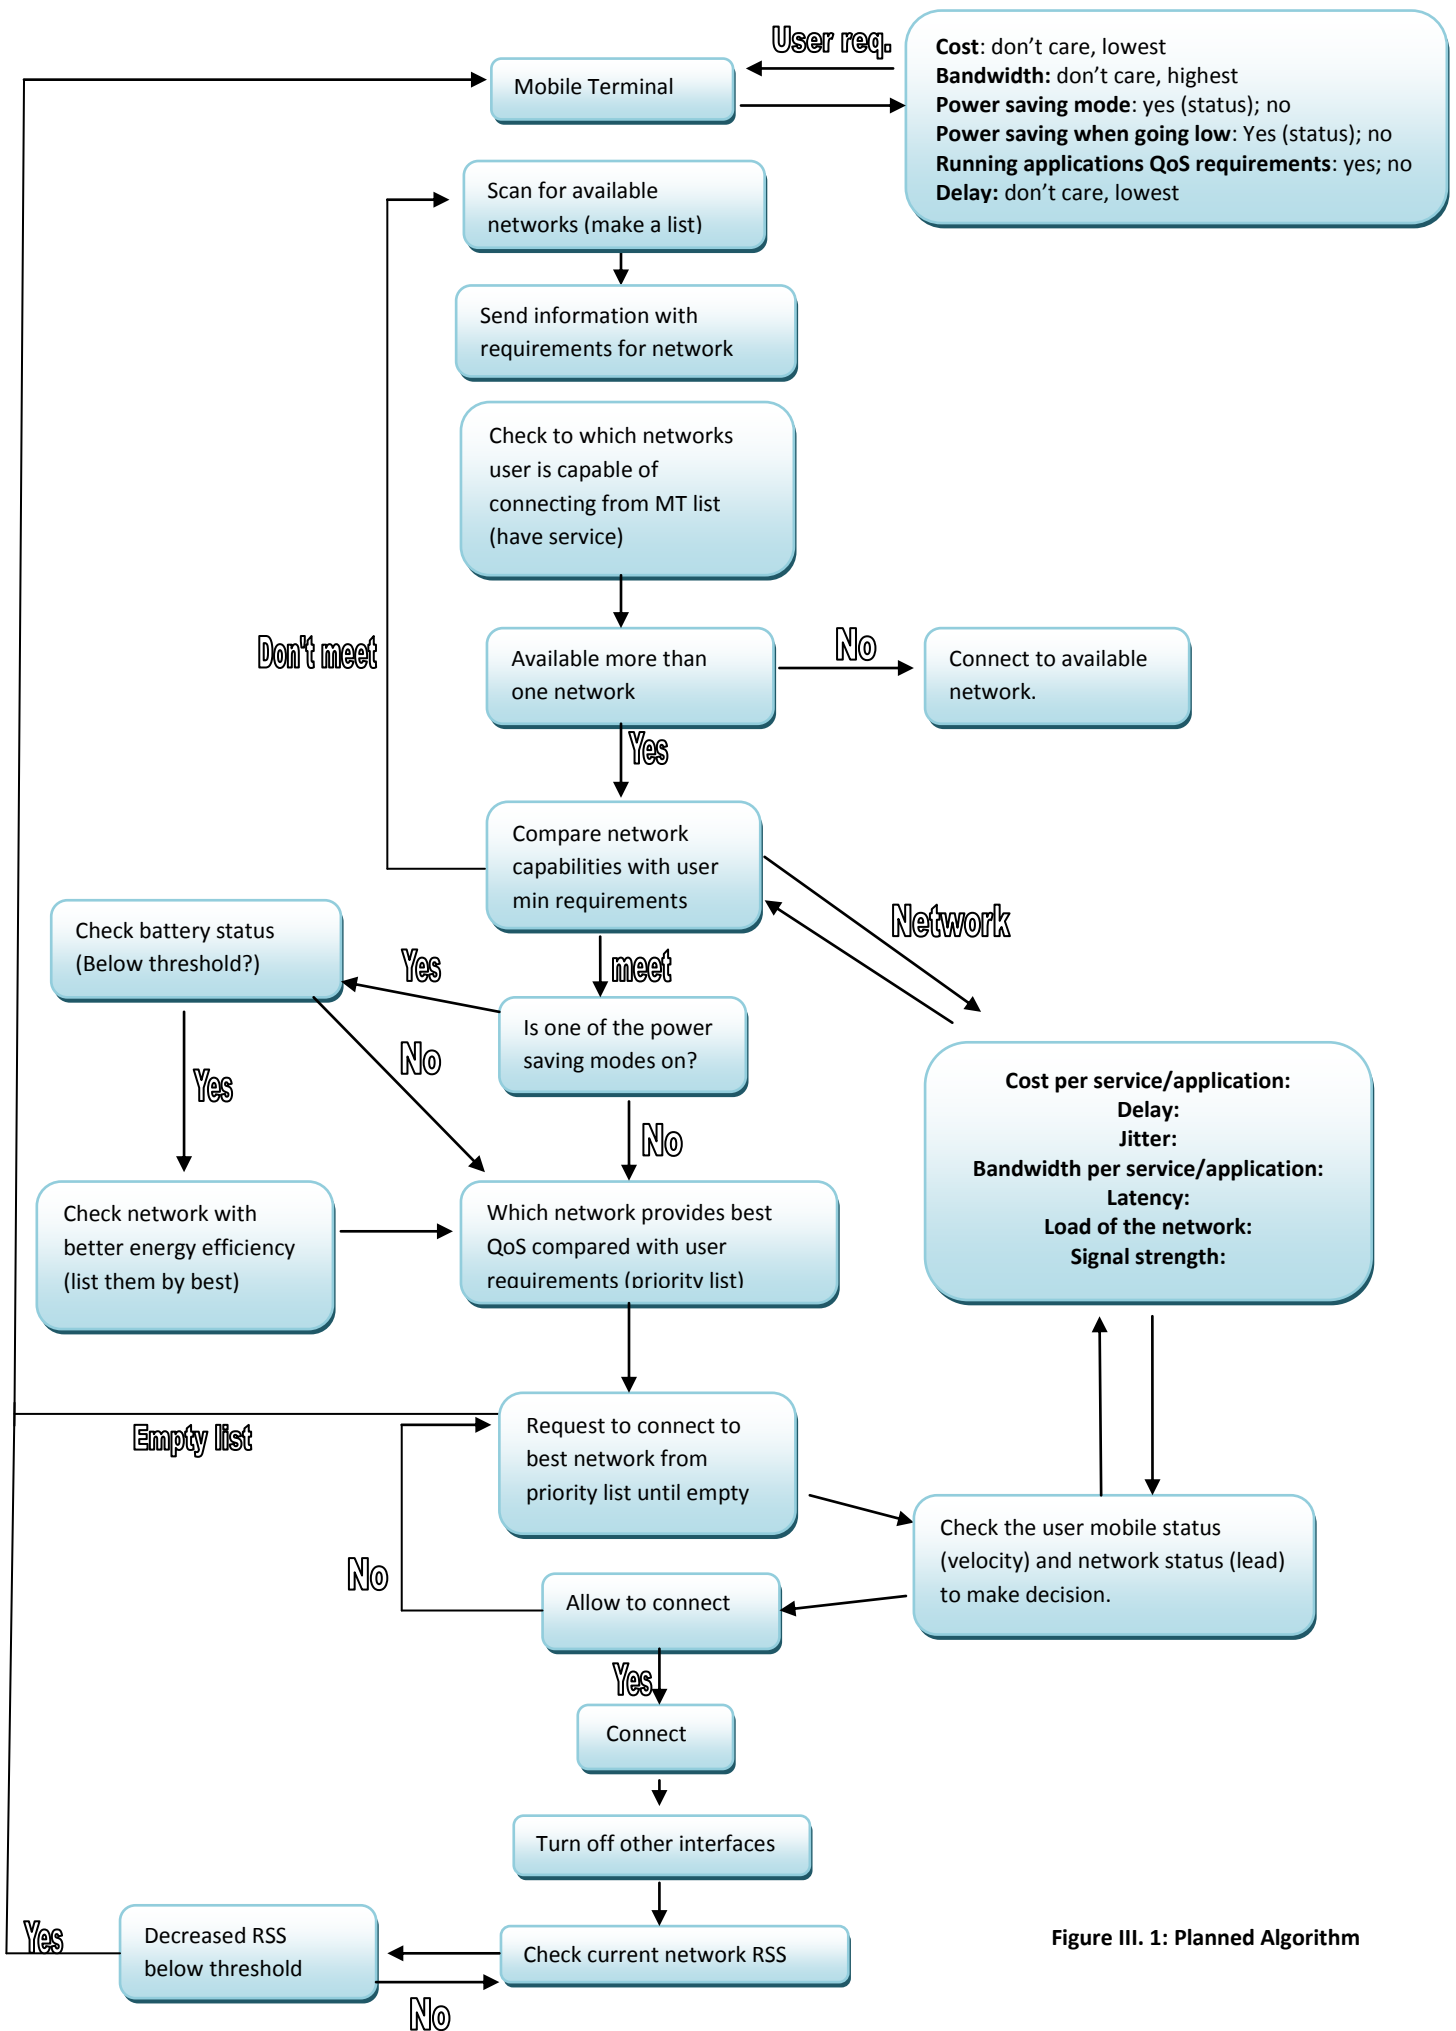 User req.
Cost: don't care, lowest
Bandwidth: don't care, highest
Power saving mode: yes (status); no
Power saving when going low: Yes (status); no
Running applications QoS requirements: yes; no
Delay: don't care, lowest
Mobile Terminal
Scan for available
networks (make a list)
Send information with
requirements for network
Check to which networks
user is capable of
connecting from MT list
(have service)
Don't meet
Available more than
one network
No
Connect to available
network.
Yes
Compare network
capabilities with user
min requirements
Network
Check battery status
(Below threshold?)
Yes
meet
Is one of the power
saving modes on?
No
Yes
No
Cost per service/application:
Delay:
Jitter:
Bandwidth per service/application:
Latency:
Load of the network:
Signal strength:
Check network with
better energy efficiency
(list them by best)
Which network provides best
QoS compared with user
requirements (priority list)
Empty list
Request to connect to
best network from
priority list until empty
Check the user mobile status
(velocity) and network status (lead)
to make decision.
No
Allow to connect
Yes
Connect
Turn off other interfaces
Yes
Decreased RSS
below threshold
Check current network RSS
No
Figure III. 1: Planned Algorithm